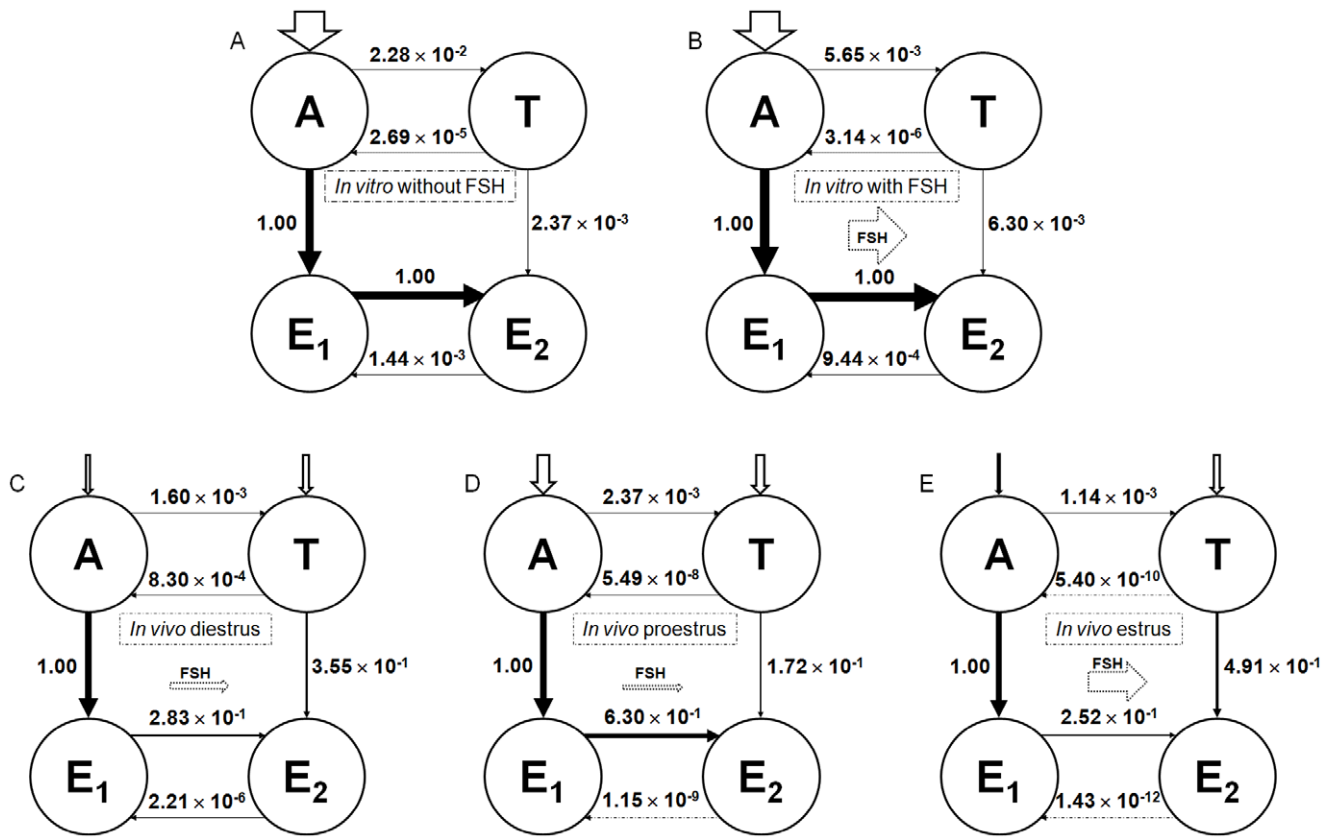 A
B
2.28 × 10-2
5.65 × 10-3
A
T
A
T
2.69 × 10-5
3.14 × 10-6
In vitro without FSH
In vitro with FSH
1.00
2.37 × 10-3
1.00
FSH
6.30 × 10-3
1.00
1.00
E1
E2
E1
E2
1.44 × 10-3
9.44 × 10-4
C
D
E
1.60 × 10-3
2.37 × 10-3
1.14 × 10-3
A
T
A
T
A
T
8.30 × 10-4
5.49 × 10-8
5.40 × 10-10
In vivo diestrus
In vivo proestrus
In vivo estrus
1.00
FSH
3.55 × 10-1
1.00
FSH
1.72 × 10-1
1.00
FSH
4.91 × 10-1
2.83 × 10-1
6.30 × 10-1
2.52 × 10-1
E1
E2
E1
E2
E1
E2
2.21 × 10-6
1.15 × 10-9
1.43 × 10-12